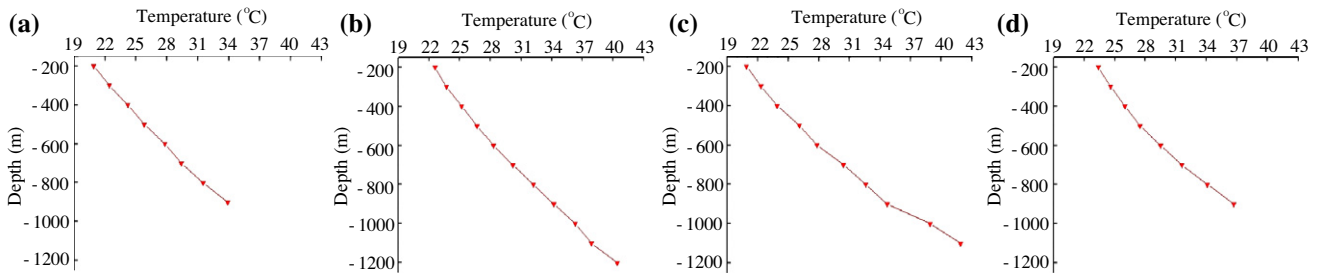 (a) Temperature (°C)
19 22 25 28 31 34 37 40 43
Depth (m)
- 200
- 400
- 600
- 800
- 1000
- 1200
(b) Temperature (°C)
19 22 25 28 31 34 37 40 43
Depth (m)
- 200
- 400
- 600
- 800
- 1000
- 1200
(c) Temperature (°C)
19 22 25 28 31 34 37 40 43
Depth (m)
- 200
- 400
- 600
- 800
- 1000
- 1200
(d) Temperature (°C)
19 22 25 28 31 34 37 40 43
Depth (m)
- 200
- 400
- 600
- 800
- 1000
- 1200